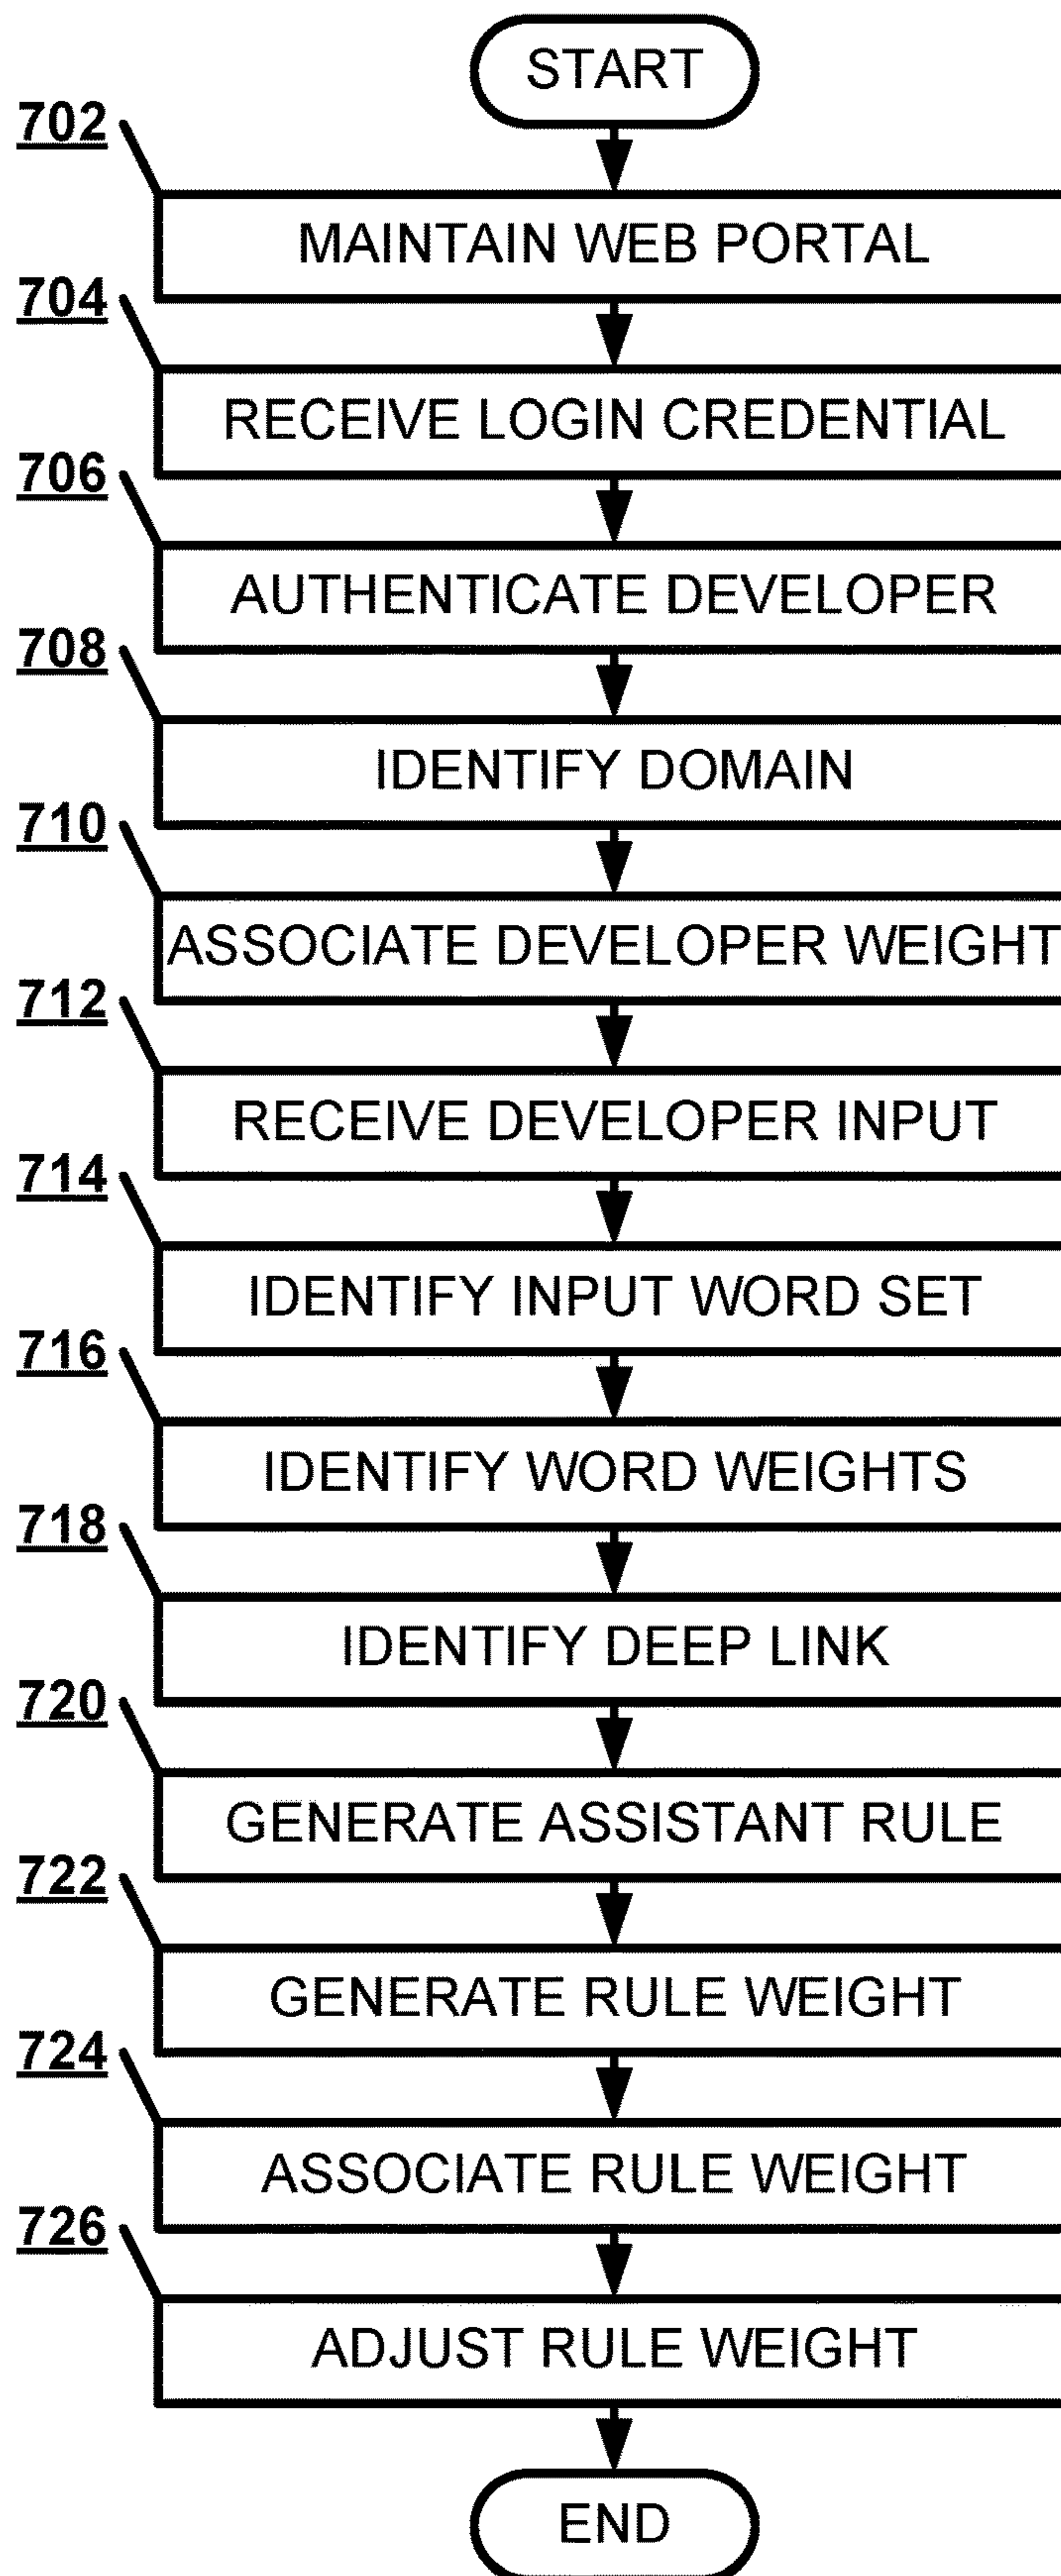 START
702
MAINTAIN WEB PORTAL
704
RECEIVE LOGIN CREDENTIAL
706
AUTHENTICATE DEVELOPER
708
IDENTIFY DOMAIN
710
ASSOCIATE DEVELOPER WEIGHT
712
RECEIVE DEVELOPER INPUT
714
IDENTIFY INPUT WORD SET
716
IDENTIFY WORD WEIGHTS
718
IDENTIFY DEEP LINK
720
GENERATE ASSISTANT RULE
722
GENERATE RULE WEIGHT
724
ASSOCIATE RULE WEIGHT
726
ADJUST RULE WEIGHT
END